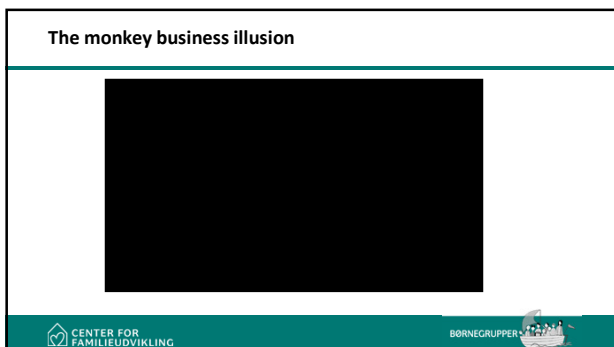 The monkey business illusion
CENTER FOR
FAMILIEUDVIKLING
BØRNEGRUPPER